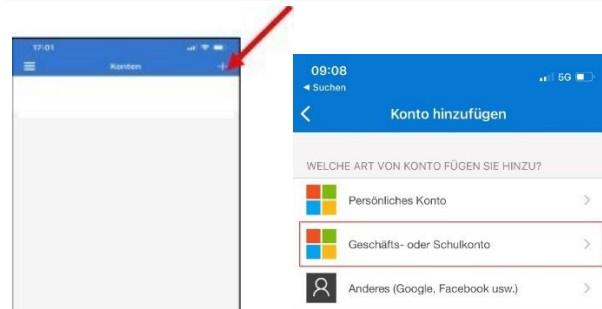 17:01
Konten
09:08
5G
◄ Suchen
Konto hinzufügen
WELCHE ART VON KONTO FÜGEN SIE HINZU?
Persönliches Konto
Geschäfts- oder Schulkonto
Anderes (Google, Facebook usw.)